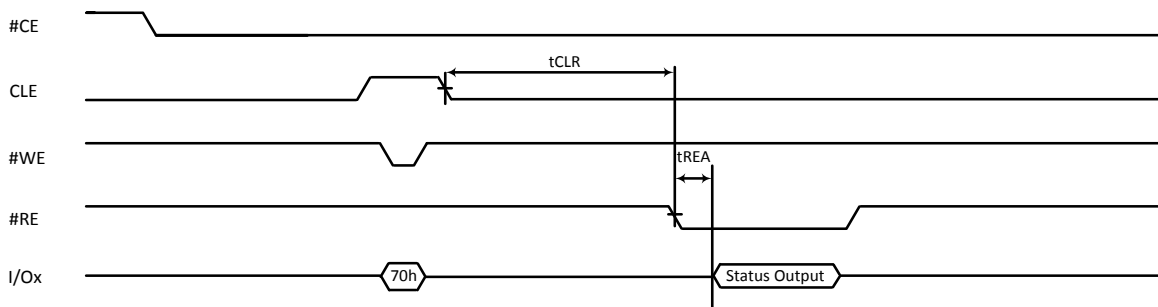 #CE
tCLR
CLE
#WE
tREA
#RE
I/Ox
70h
Status Output